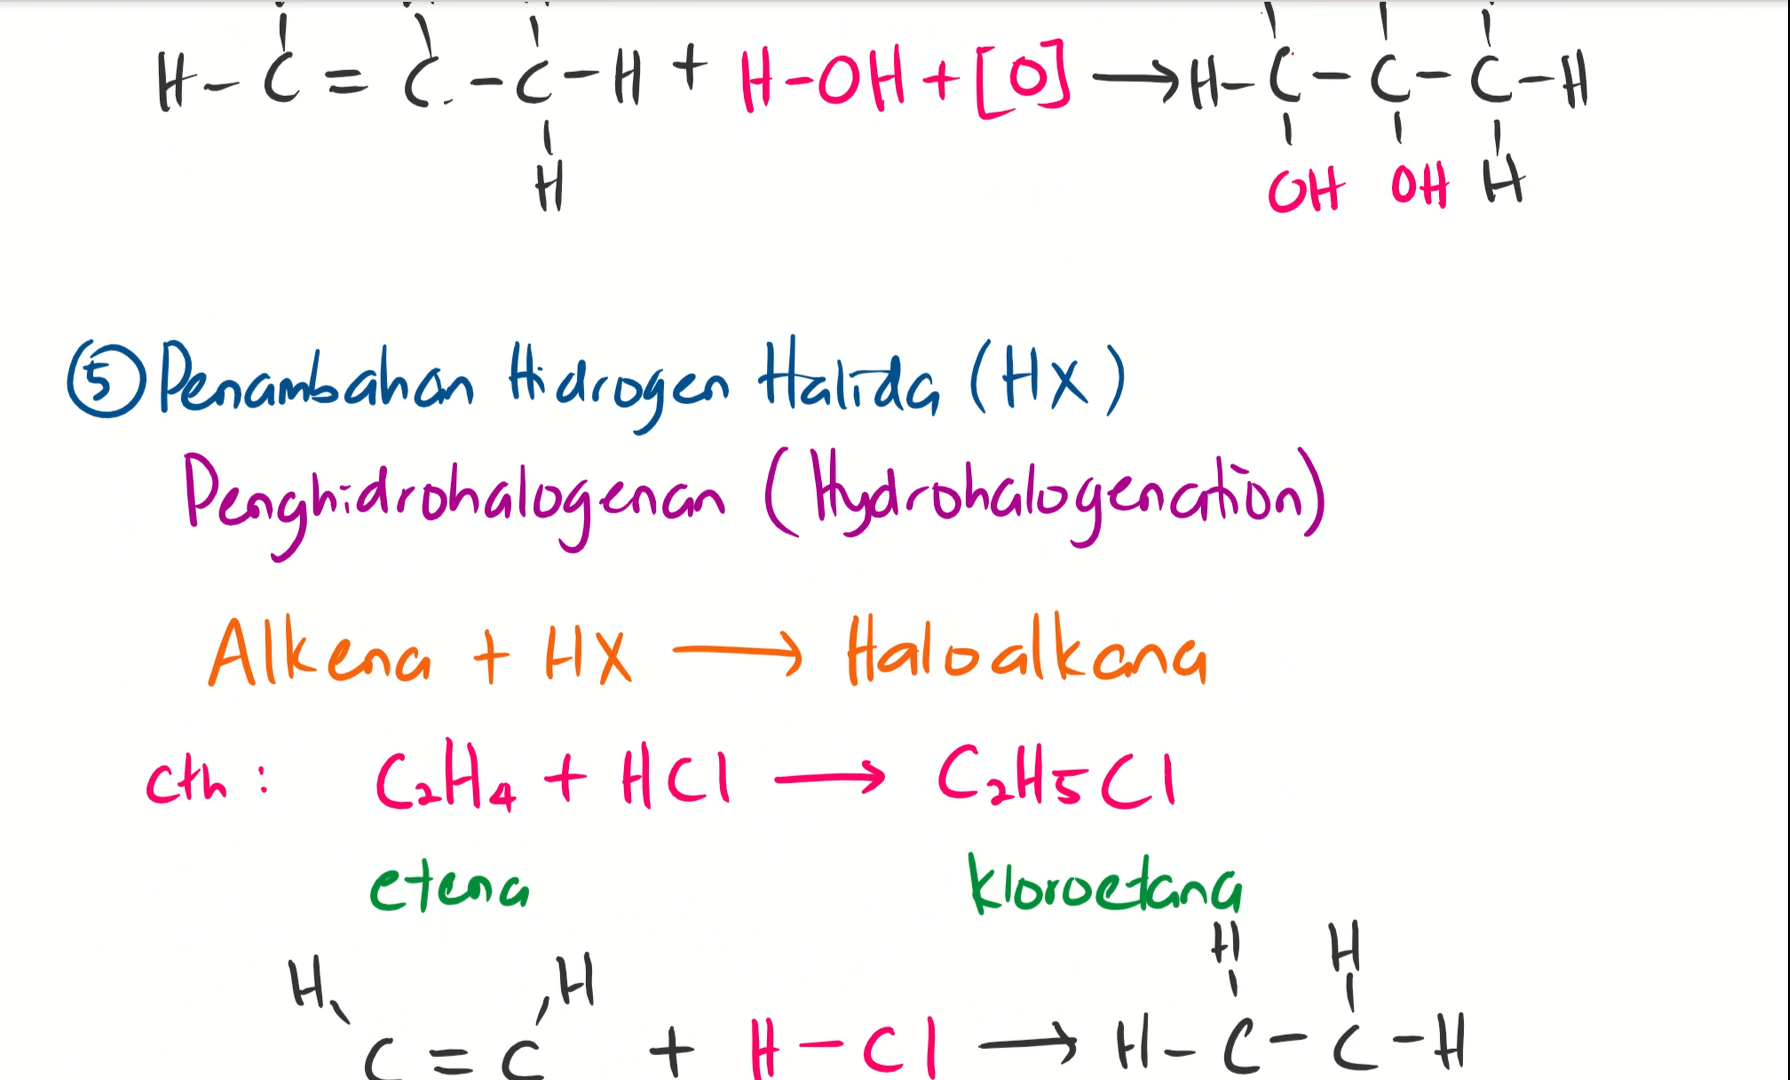 H - C = C - C - H + H-OH + [O] → H - C - C - C - H
H OH OH H
⑤ Penambahan Hidrogen Halida (HX)
Penghidrohalogenan (Hydrohalogenation)
Alkena + HX → Haloalkana
Cth : C₂H₄ + HCl → C₂H₅Cl
etena kloroetana
H H H H
C = C + H - Cl → H - C - C - H